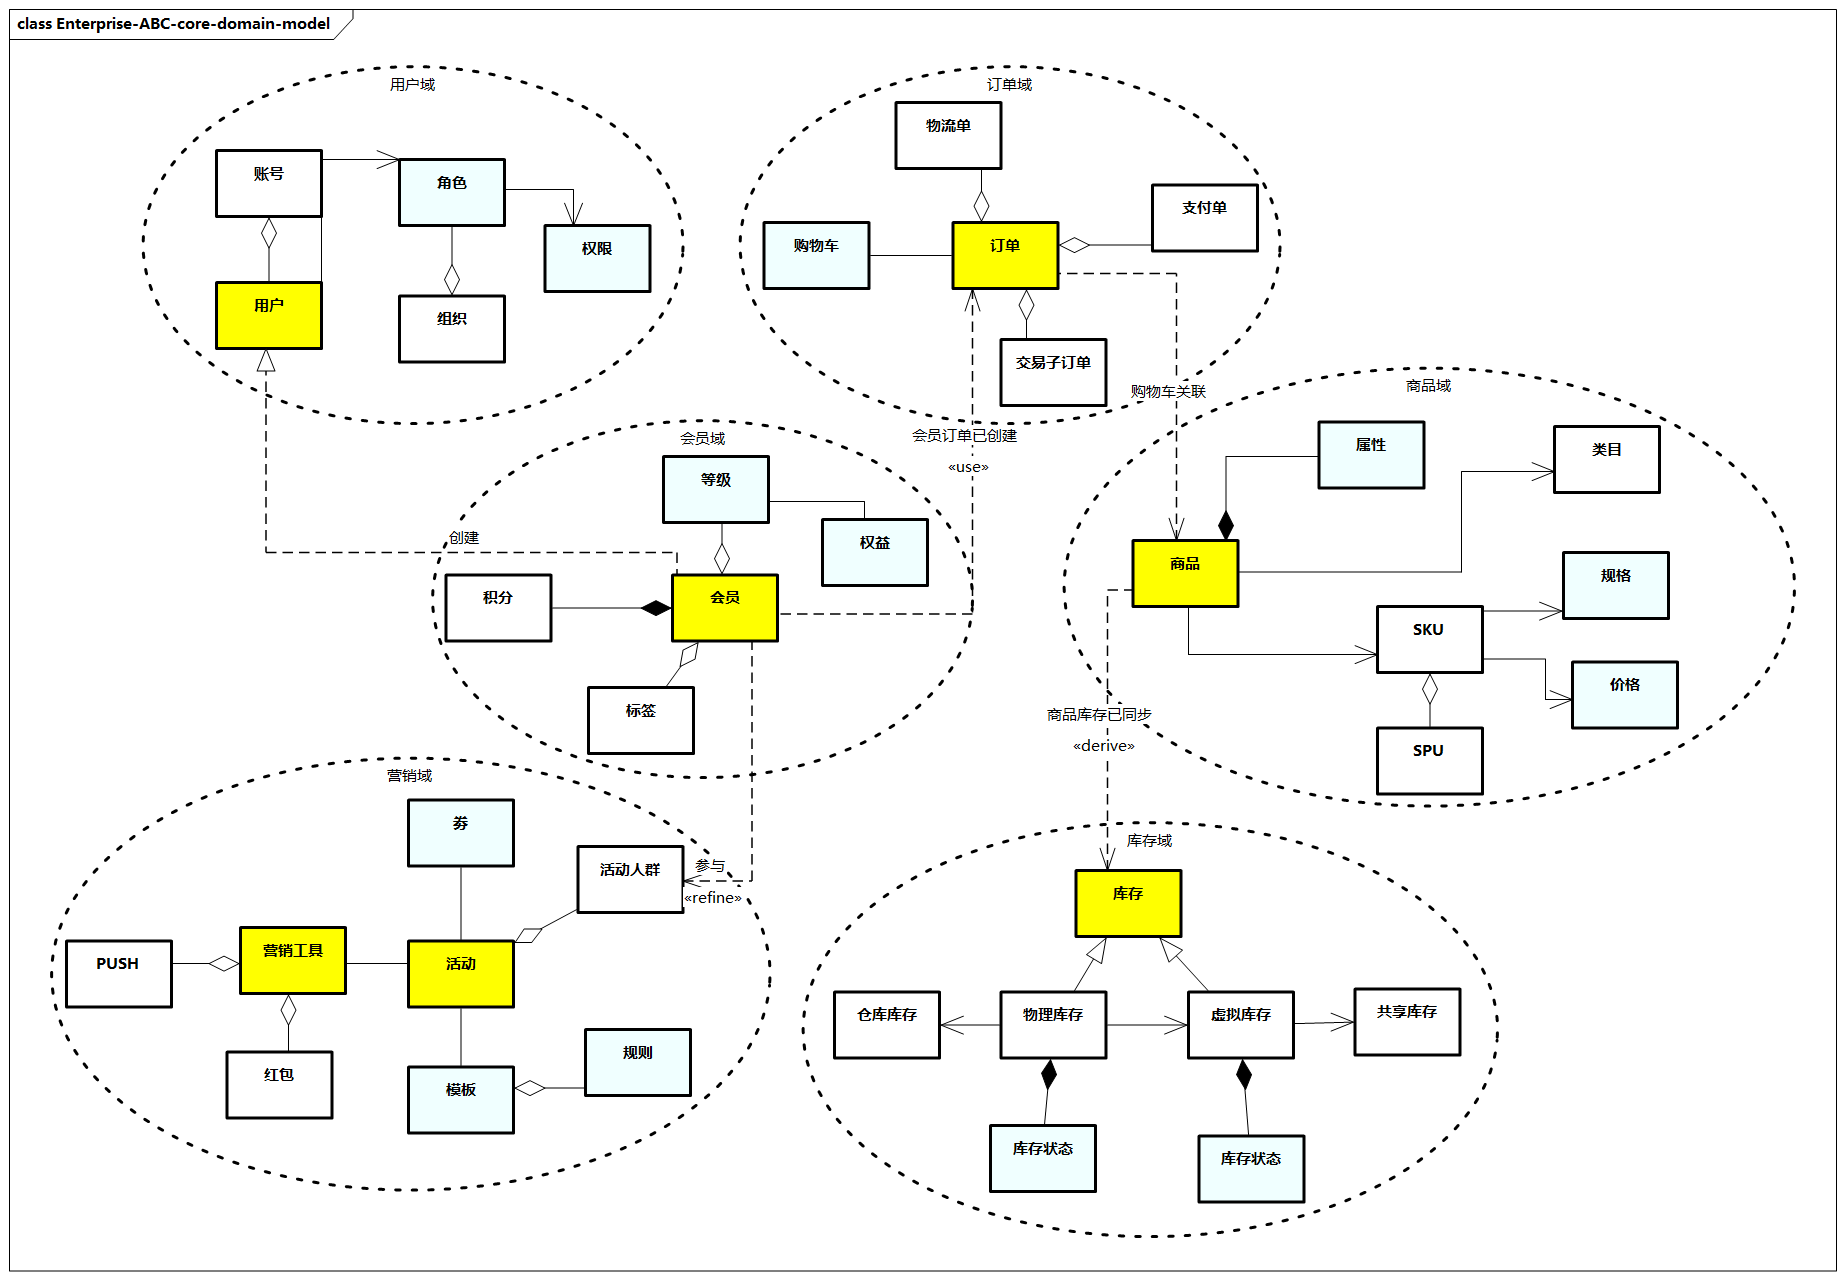 class Enterprise-ABC-core-domain-model
用户域
账号
角色
权限
用户
组织
订单域
物流单
支付单
购物车
订单
交易子订单
购物车关联
会员订单已创建
«use»
会员域
等级
权益
创建
积分
会员
标签
商品域
属性
类目
商品
规格
SKU
价格
SPU
商品库存已同步
«derive»
营销域
劵
活动人群
参与
«refine»
PUSH
营销工具
活动
红包
模板
规则
库存域
库存
仓库库存
物理库存
虚拟库存
共享库存
库存状态
库存状态